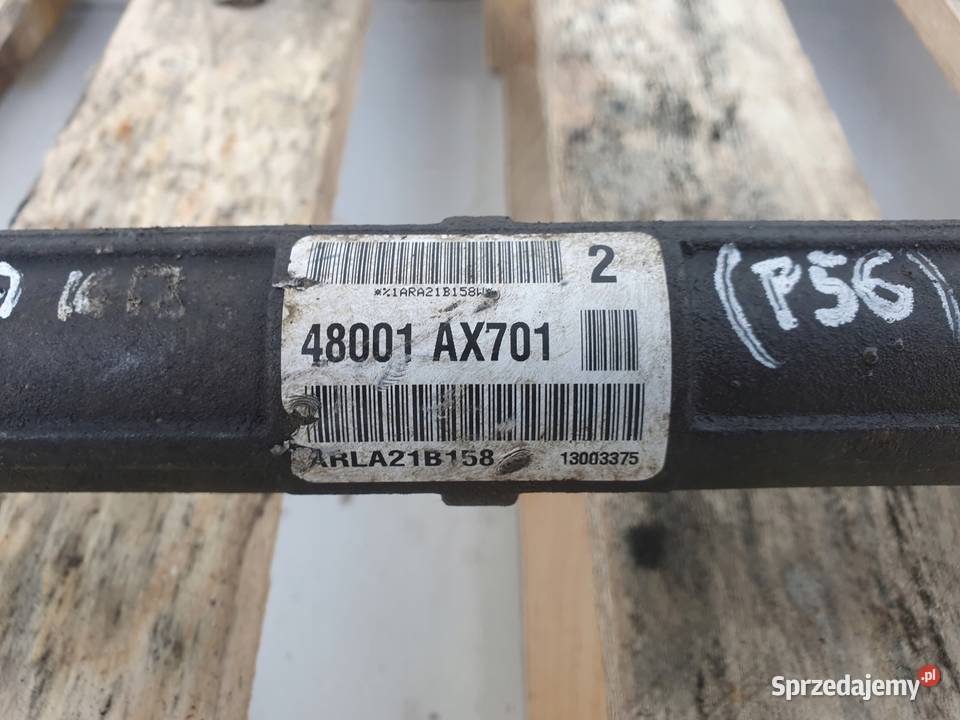 2
*%1ARA21B158W*
48001 AX701
ARLA21B158 13003375
(P56)
Sprzedajemy.pl